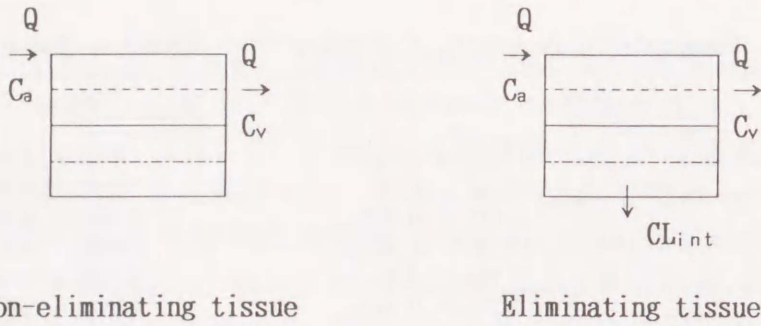 Q
Q
Cₐ
Cᵥ
Q
Q
Cₐ
Cᵥ
CLᵢₙₜ
on-eliminating tissue
Eliminating tissue